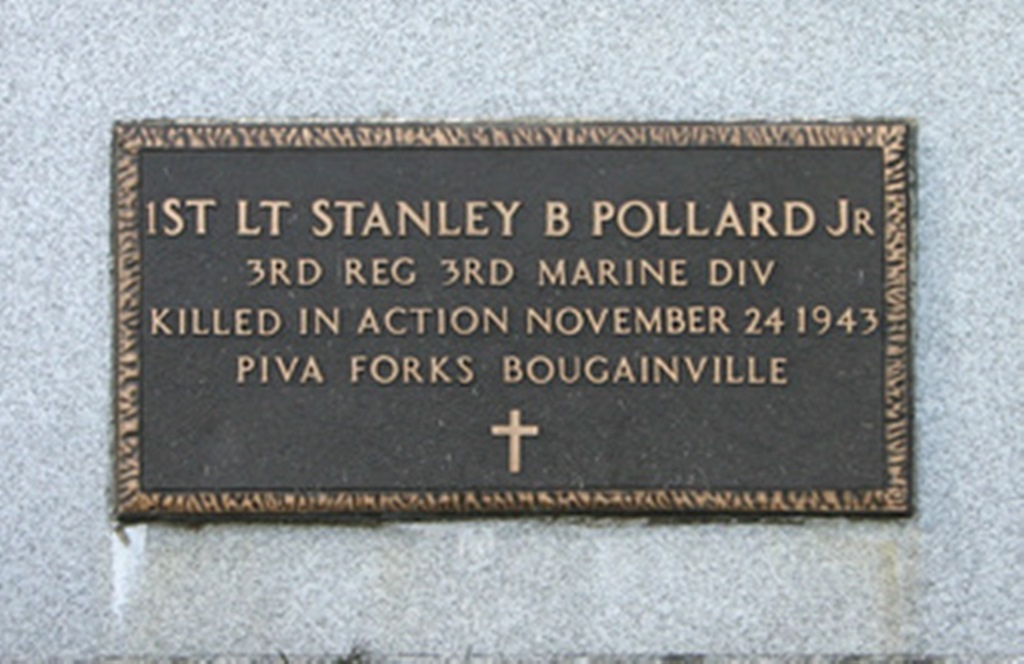 1ST LT STANLEY B POLLARD JR
3RD REG 3RD MARINE DIV
KILLED IN ACTION NOVEMBER 24 1943
PIVA FORKS BOUGAINVILLE